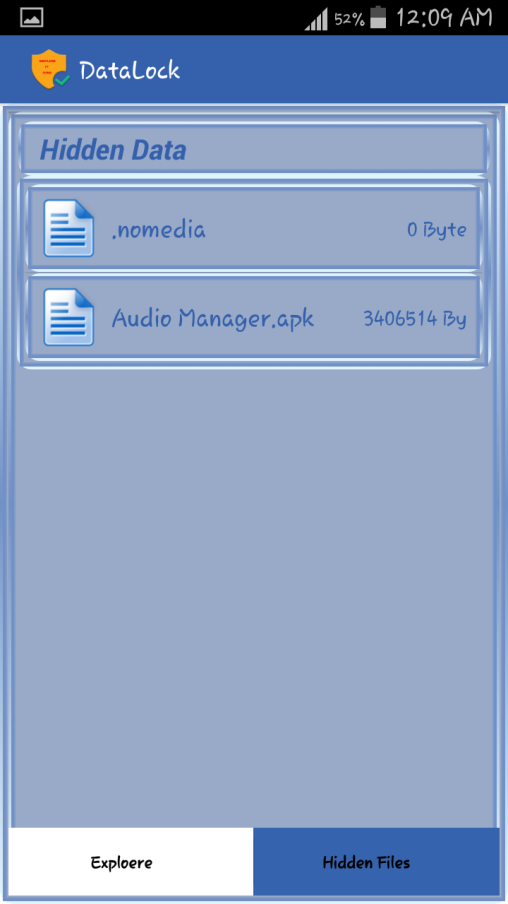 52% 12:09 AM
DataLock
Hidden Data
.nomedia 0 Byte
Audio Manager.apk 3406514 By
Exploere Hidden Files